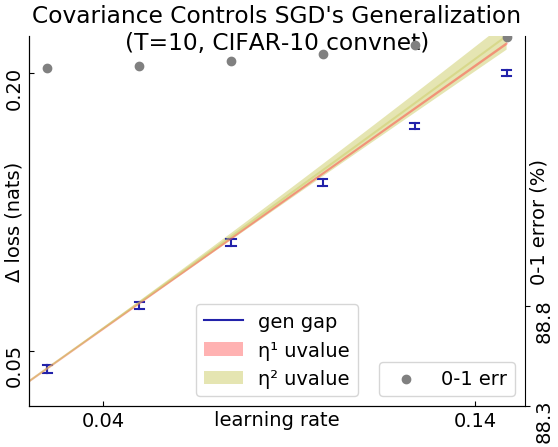 Covariance Controls SGD's Generalization
(T=10, CIFAR-10 convnet)
0.20
Δ loss (nats)
0.05
0-1 error (%)
88.8
88.3
gen gap
η¹ uvalue
η² uvalue
0-1 err
0.04
learning rate
0.14